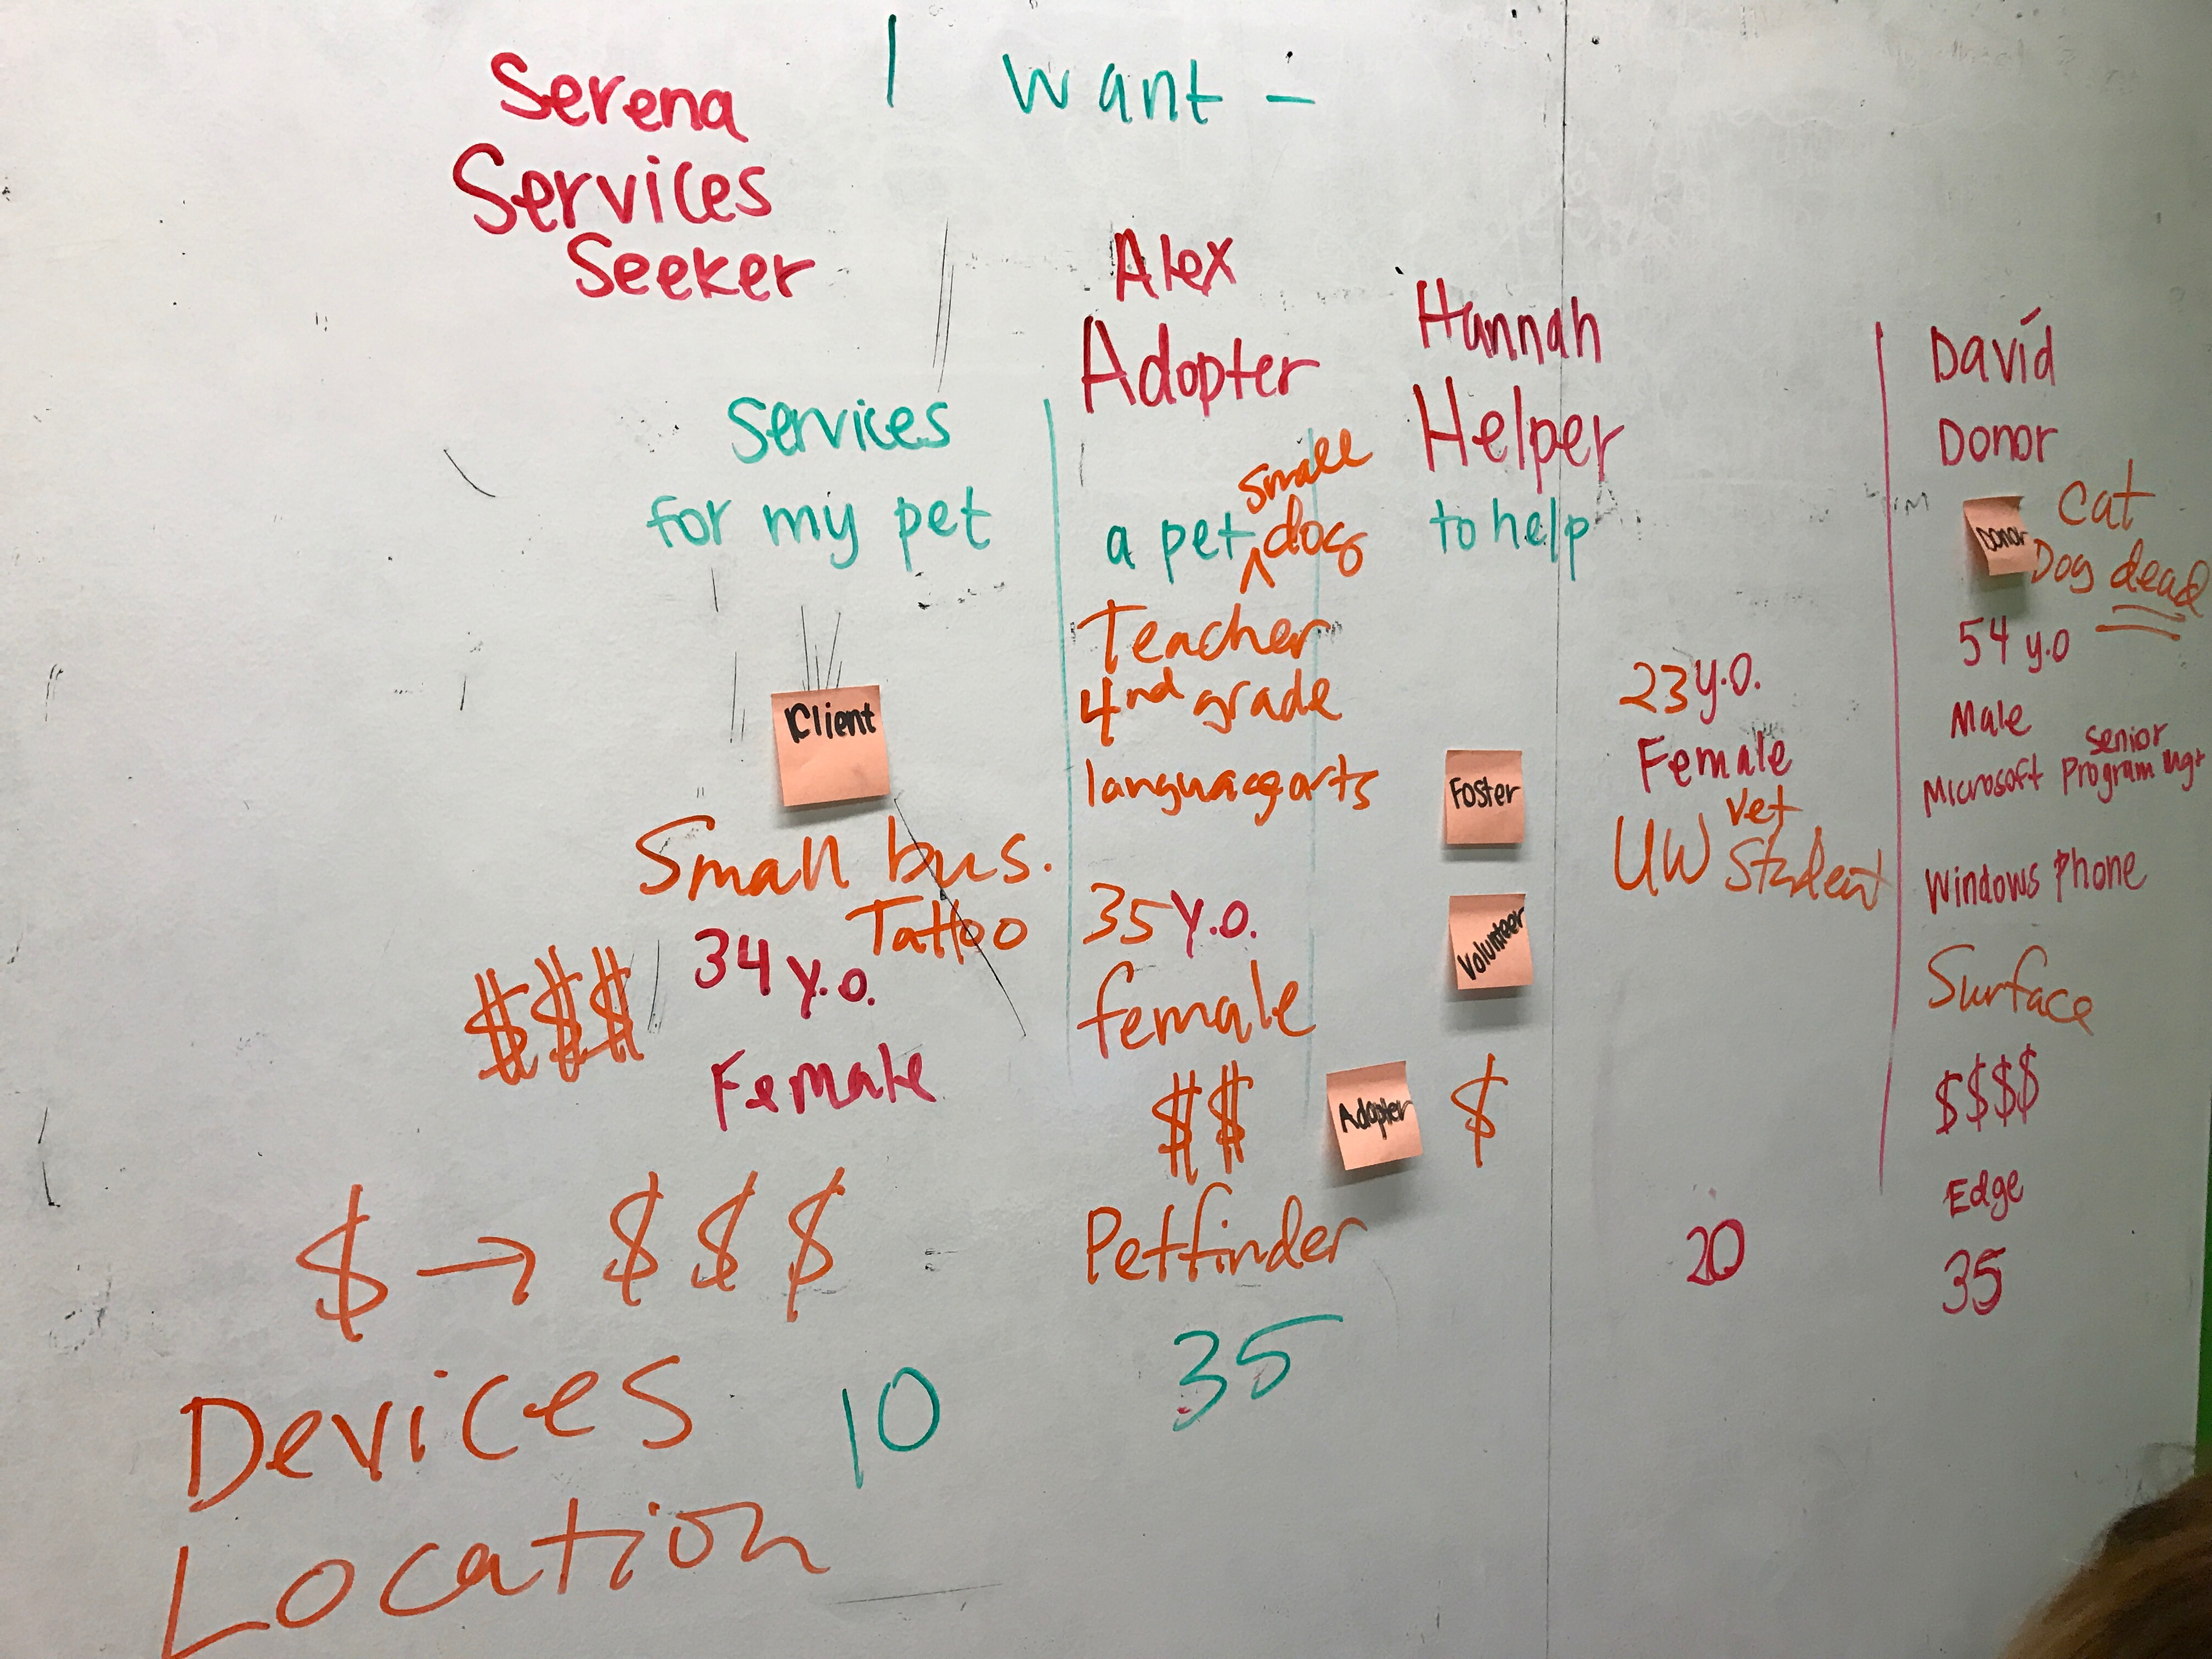 I want -
Serena
Services
Seeker
Services
for my pet
Client
Small bus.
Tattoo
34 y.o.
$$$
Female
$ → $$$
Devices
10
Location
Alex
Adopter
small
a pet ^ dog
Teacher
4nd grade
language arts
35 y.o.
female
$$
Adopter
Petfinder
35
Hannah
Helper
to help
Foster
Volunteer
$
23 y.o.
Female
vet
UW Student
20
David
Donor
Donor
Cat
Dog dead
54 y.o
Male
senior
Microsoft Program Mgr
Windows Phone
Surface
$$$$
Edge
35